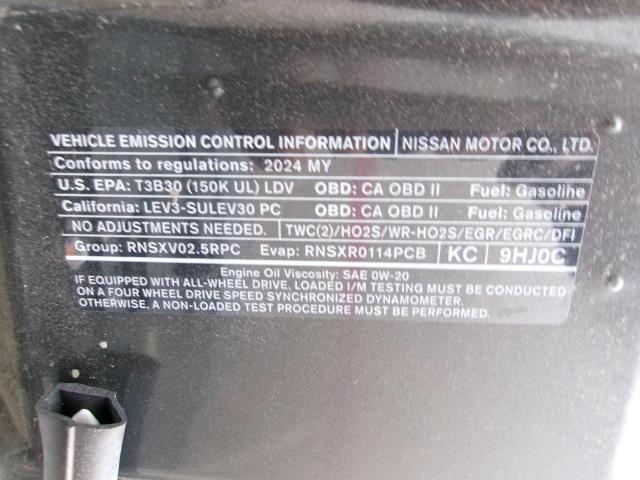 VEHICLE EMISSION CONTROL INFORMATION NISSAN MOTOR CO., LTD.
Conforms to regulations: 2024 MY
U.S. EPA: T3B30 (150K UL) LDV OBD: CA OBD II Fuel: Gasoline
California: LEV3-SULEV30 PC OBD: CA OBD II Fuel: Gasoline
NO ADJUSTMENTS NEEDED. TWC(2)/HO2S/WR-HO2S/EGR/EGRC/DFI
Group: RNSXV02.5RPC Evap: RNSXR0114PCB KC 9HJ0C
Engine Oil Viscosity: SAE 0W-20
IF EQUIPPED WITH ALL-WHEEL DRIVE, LOADED I/M TESTING MUST BE CONDUCTED
ON A FOUR WHEEL DRIVE SPEED SYNCHRONIZED DYNAMOMETER.
OTHERWISE, A NON-LOADED TEST PROCEDURE MUST BE PERFORMED.